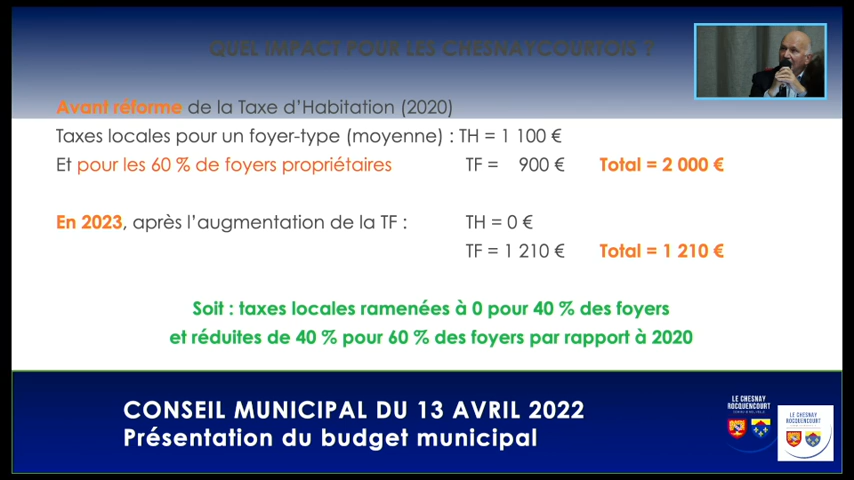 QUEL IMPACT POUR LES CHESNAYCOURTOIS ?
Avant réforme de la Taxe d'Habitation (2020)
Taxes locales pour un foyer-type (moyenne) : TH = 1 100 €
Et pour les 60 % de foyers propriétaires TF = 900 € Total = 2 000 €
En 2023, après l'augmentation de la TF : TH = 0 €
TF = 1 210 € Total = 1 210 €
Soit : taxes locales ramenées à 0 pour 40 % des foyers
et réduites de 40 % pour 60 % des foyers par rapport à 2020
CONSEIL MUNICIPAL DU 13 AVRIL 2022
Présentation du budget municipal
LE CHESNAY
ROCQUENCOURT
LE CHESNAY
ROCQUENCOURT